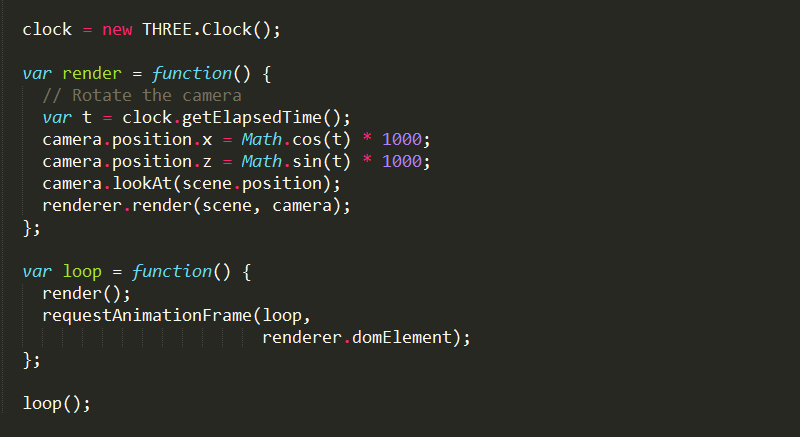 clock = new THREE.Clock();
var render = function() {
// Rotate the camera
var t = clock.getElapsedTime();
camera.position.x = Math.cos(t) * 1000;
camera.position.z = Math.sin(t) * 1000;
camera.lookAt(scene.position);
renderer.render(scene, camera);
};
var loop = function() {
render();
requestAnimationFrame(loop,
renderer.domElement);
};
loop();